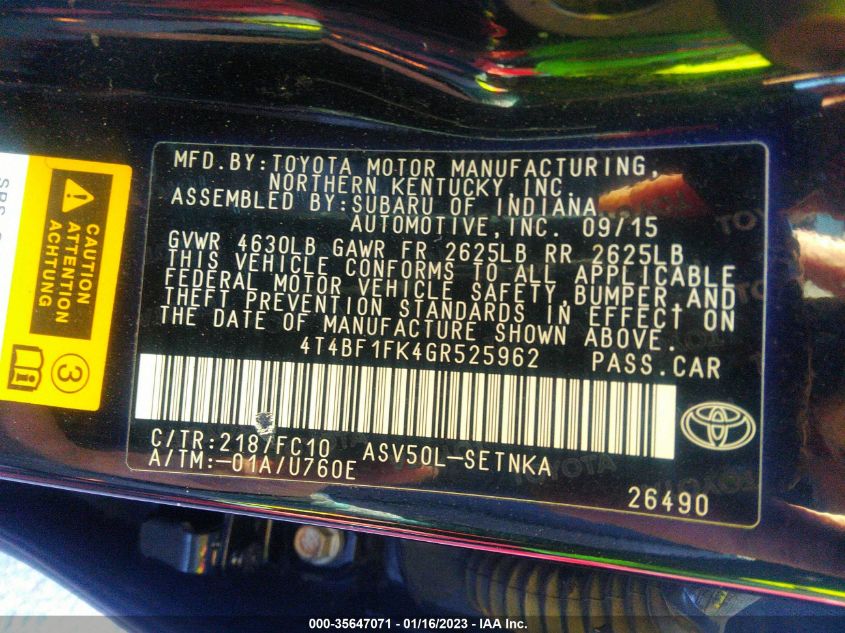 MFD.BY:TOYOTA MOTOR MANUFACTURING,
NORTHERN KENTUCKY,INC.
ASSEMBLED BY:SUBARU OF INDIANA
AUTOMOTIVE,INC. 09/15
GVWR 4630LB GAWR FR 2625LB RR 2625LB
THIS VEHICLE CONFORMS TO ALL APPLICABLE
FEDERAL MOTOR VEHICLE SAFETY,BUMPER,AND
THEFT PREVENTION STANDARDS IN EFFECT ON
THE DATE OF MANUFACTURE SHOWN ABOVE.
4T4BF1FK4GR525962 PASS.CAR
C/TR:218/FC10 ASV50L-SETNKA
A/TM:-01A/U760E
26490
TOYOTA
CAUTION
ATTENTION
ACHTUNG
3
SRS
000-35647071 - 01/16/2023 - IAA Inc.